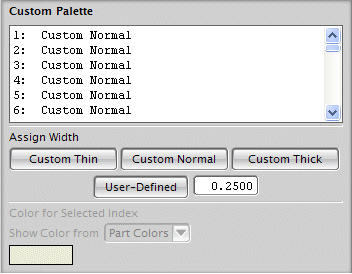 Custom Palette
1: Custom Normal
2: Custom Normal
3: Custom Normal
4: Custom Normal
5: Custom Normal
6: Custom Normal
Assign Width
Custom Thin Custom Normal Custom Thick
User-Defined 0.2500
Color for Selected Index
Show Color from Part Colors